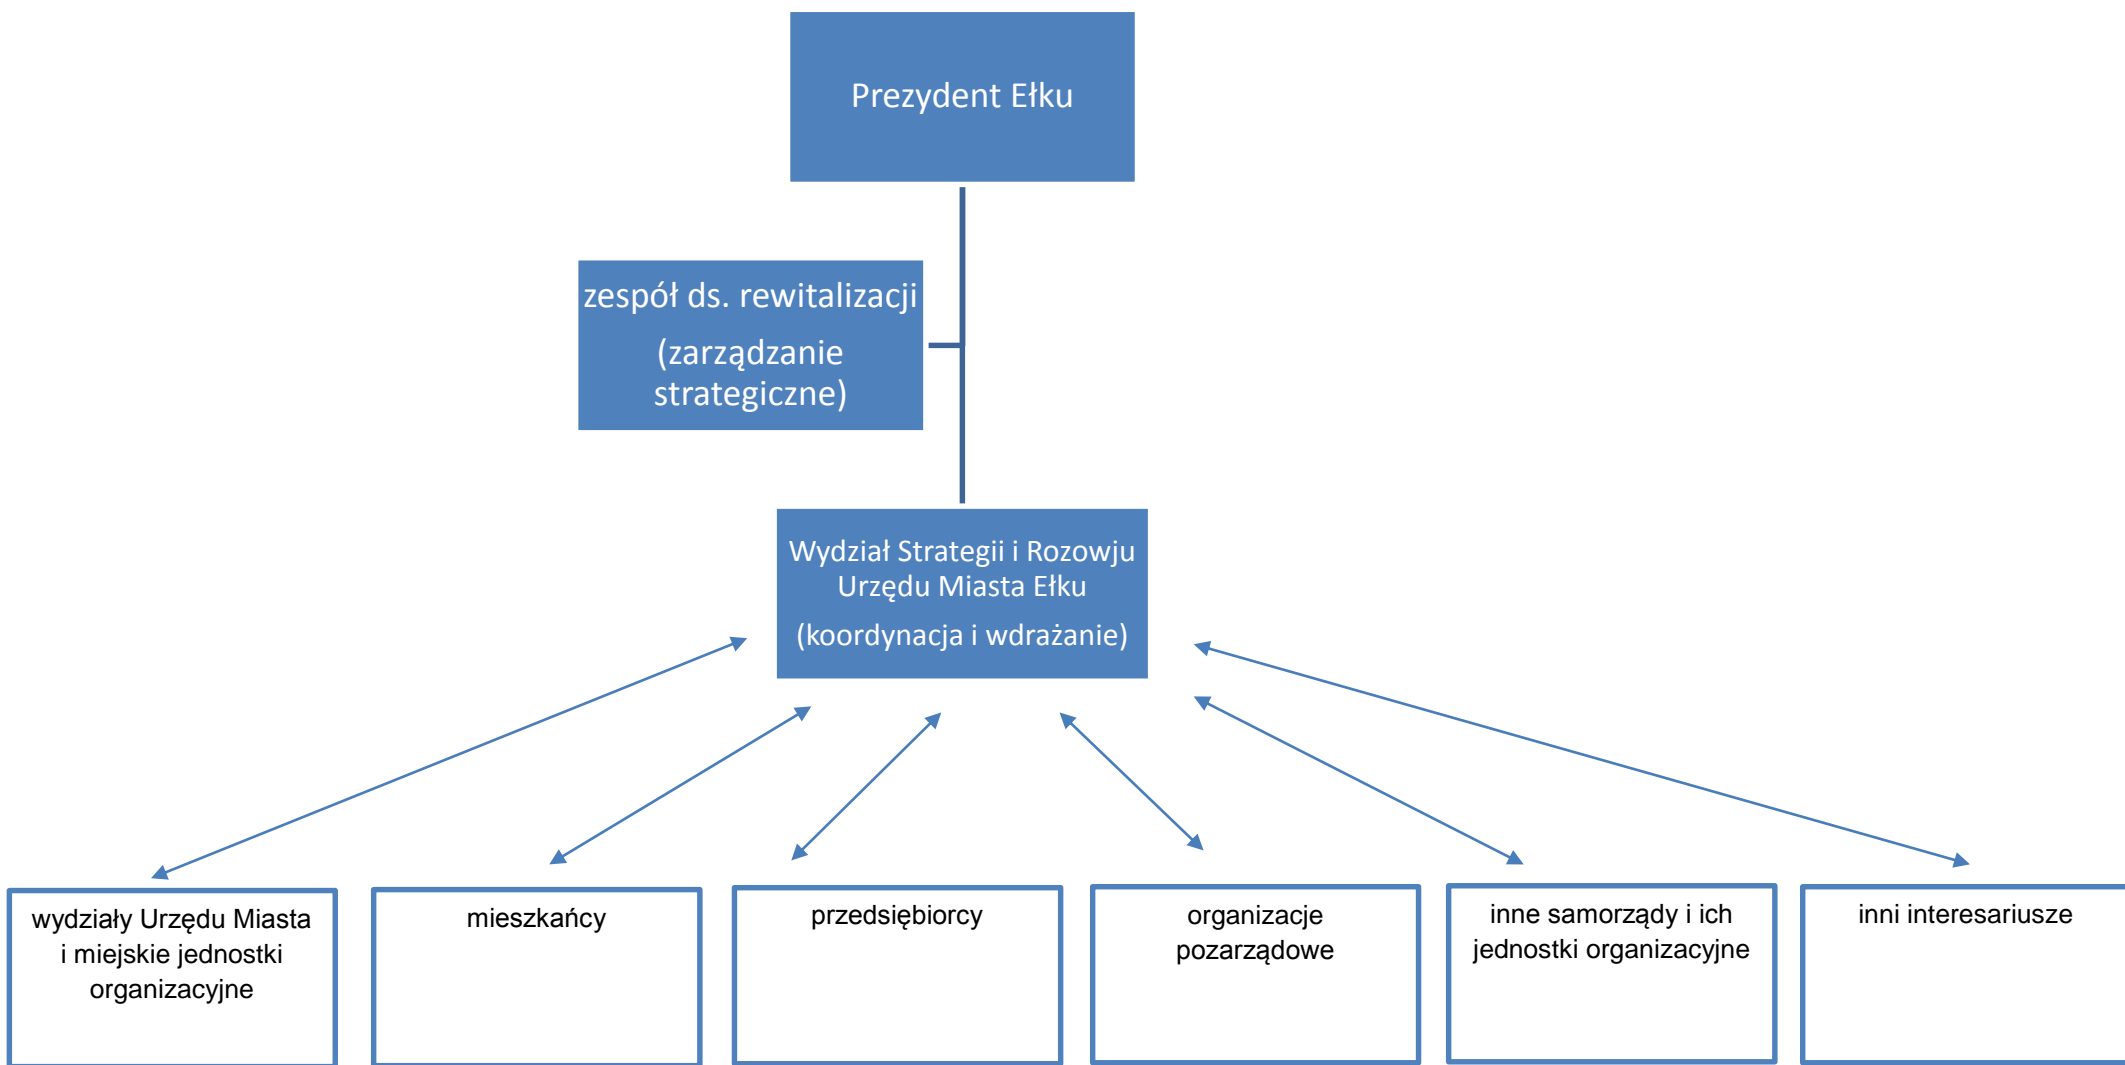 Prezydent Ełku
zespół ds. rewitalizacji
(zarządzanie
strategiczne)
Wydział Strategii i Rozowju
Urzędu Miasta Ełku
(koordynacja i wdrażanie)
wydziały Urzędu Miasta
i miejskie jednostki
organizacyjne
mieszkańcy
przedsiębiorcy
organizacje
pozarządowe
inne samorządy i ich
jednostki organizacyjne
inni interesariusze